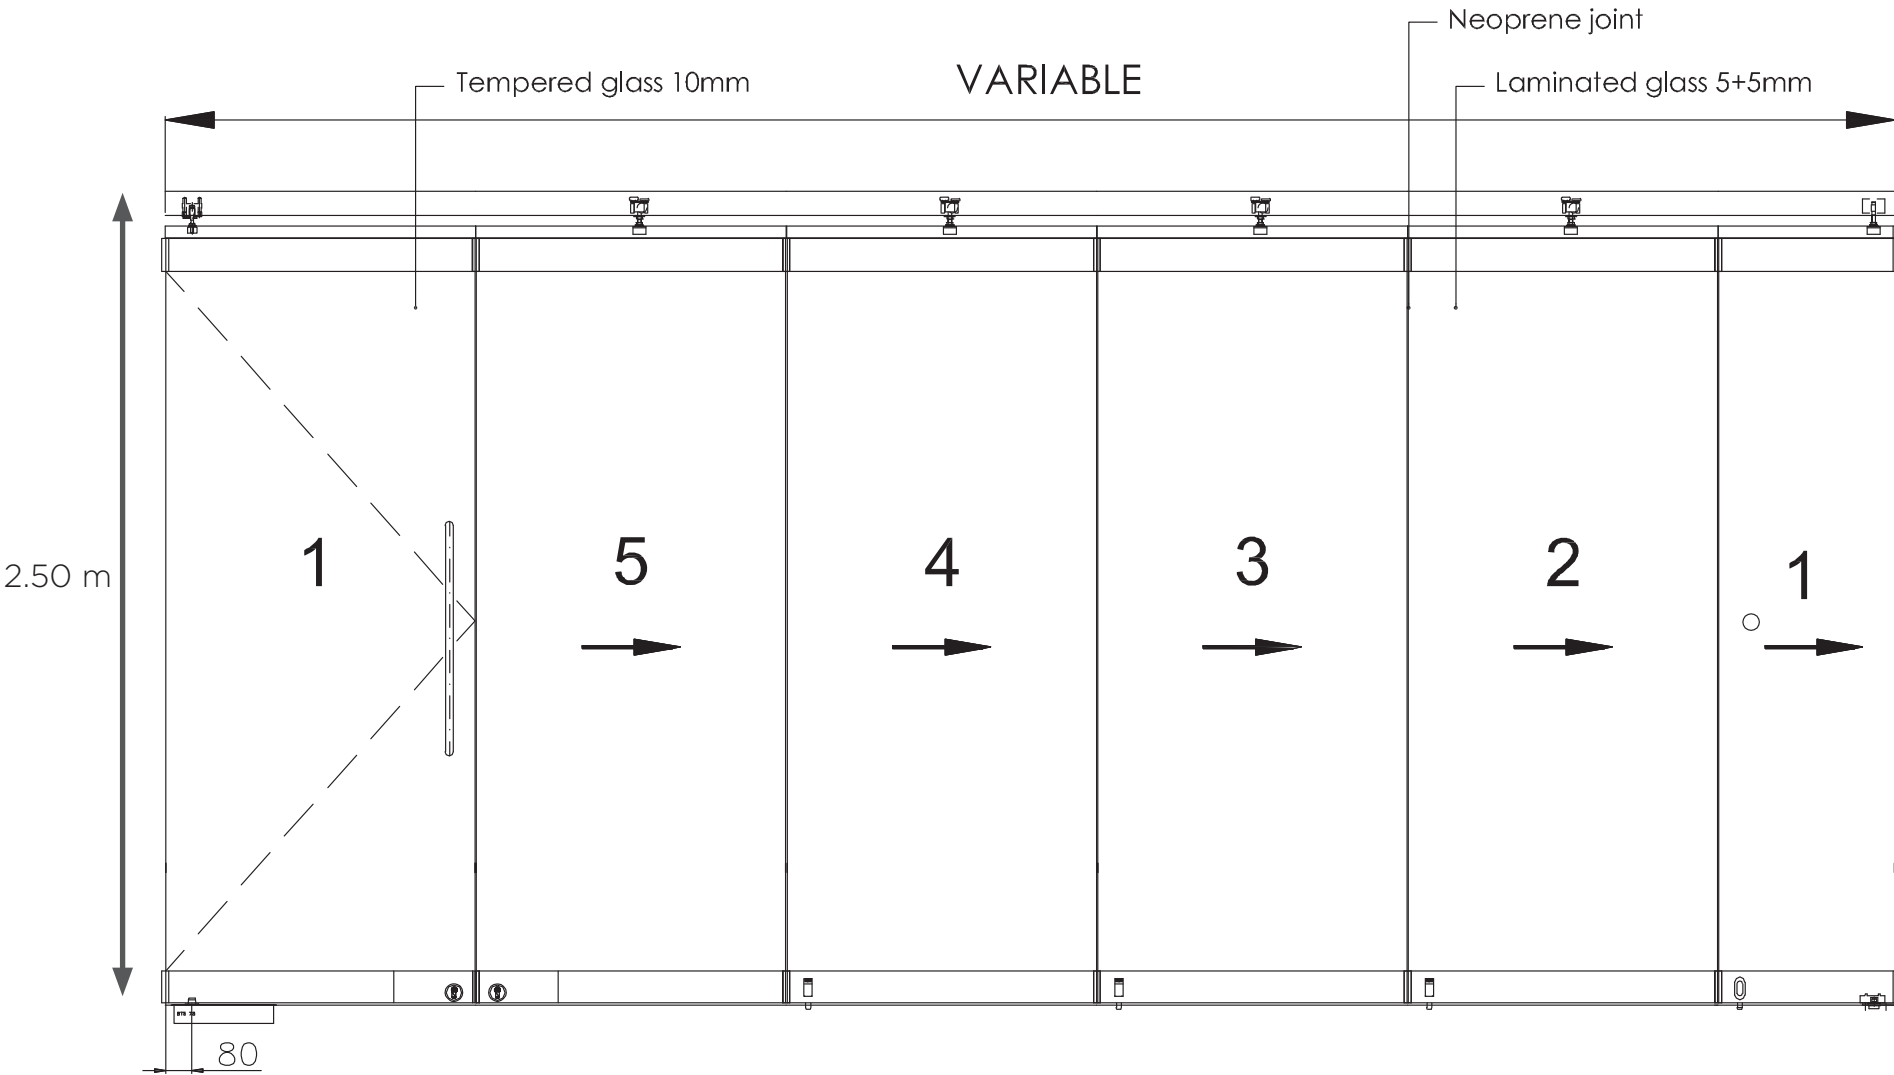 Neoprene joint
Tempered glass 10mm
VARIABLE
Laminated glass 5+5mm
1
5
4
3
2
1
2.50 m
80